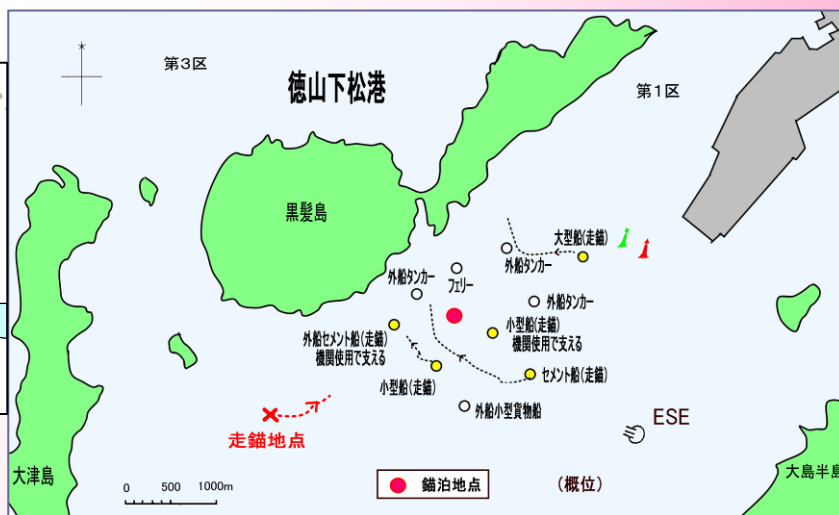 第3区
徳山下松港
第1区
黒髪島
大型船(走錨)
外船タンカー
フェリー
外船タンカー
外船タンカー
小型船(走錨)
機関使用で支える
外船セメント船(走錨)
機関使用で支える
小型船(走錨)
セメント船(走錨)
外船小型貨物船
ESE
走錨地点
大津島
大島半島
0 500 1000m
錨泊地点
(概位)